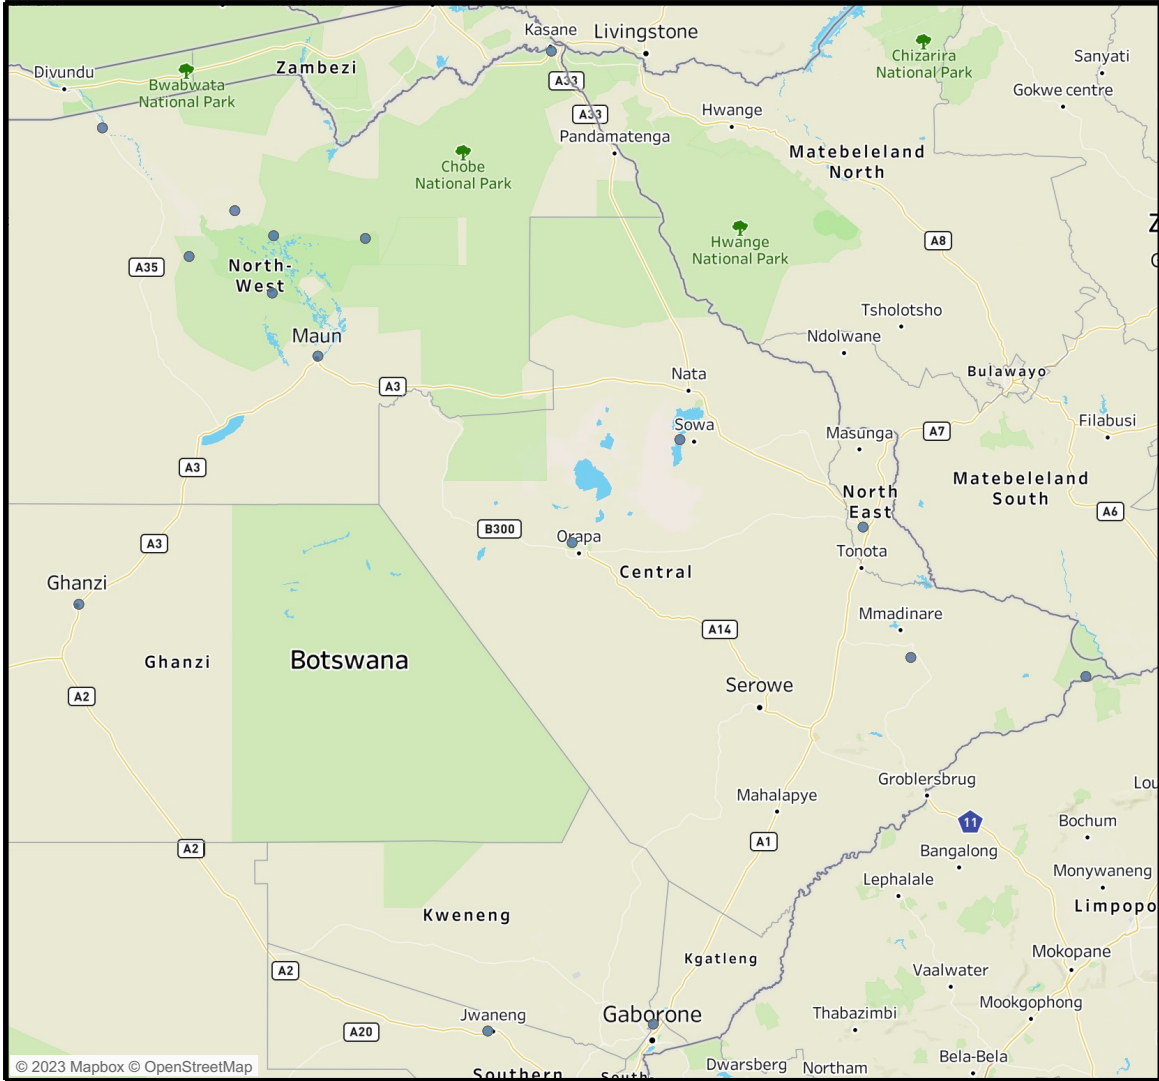 Kasane
Livingstone
Divundu
Zambezi
Bwabwata
National Park
A33
Chizarira
National Park
Sanyati
Gokwe centre
A33
Hwange
Pandamatenga
Chobe
National Park
Matebeleland
North
Hwange
National Park
A8
Z
A35
North-
West
Tsholotsho
Maun
Ndolwane
Nata
Bulawayo
A3
Sowa
Masunga
A7
Filabusi
A3
Matebeleland
South
North
East
A6
B300
Orapa
A3
Tonota
Central
Ghanzi
Mmadinare
A14
Ghanzi
Botswana
Serowe
A2
Groblersbrug
Lou
Mahalapye
11
Bochum
A1
A2
Bangalong
Monywaneng
Lephalale
Limpopo
Kweneng
Kgatleng
Mokopane
A2
Vaalwater
Mookgophong
Jwaneng
Gaborone
Thabazimbi
A20
Bela-Bela
© 2023 Mapbox © OpenStreetMap
Southern
South-
Dwarsberg
Northam